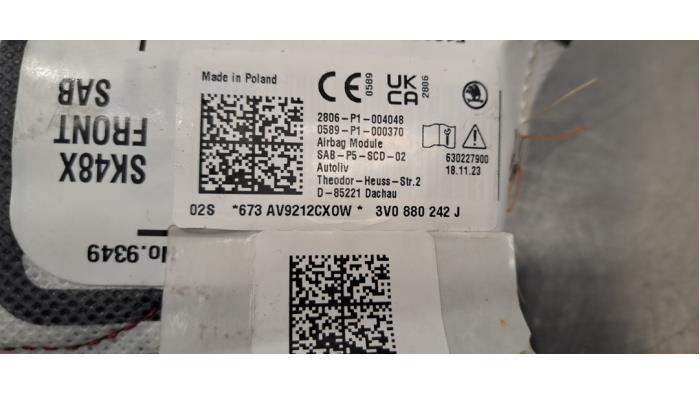 Made in Poland
CE
0589
UK
CA
2806
2806-P1-004048
0589-P1-000370
Airbag Module
SAB-P5-SCD-02
Autoliv
Theodor-Heuss-Str.2
D-85221 Dachau
630227900
18.11.23
02S *673 AV9212CX0W * 3V0 880 242 J
SK48X
FRONT
SAB
No.9349